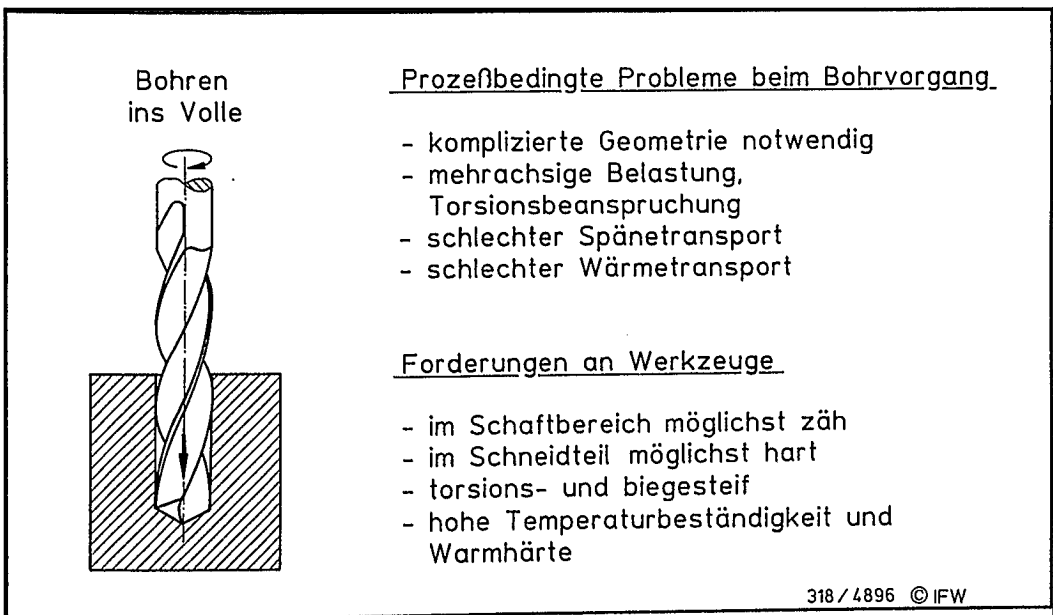 Bohren
ins Volle
Prozeßbedingte Probleme beim Bohrvorgang
- komplizierte Geometrie notwendig
- mehrachsige Belastung,
Torsionsbeanspruchung
- schlechter Spänetransport
- schlechter Wärmetransport
Forderungen an Werkzeuge
- im Schaftbereich möglichst zäh
- im Schneidteil möglichst hart
- torsions- und biegesteif
- hohe Temperaturbeständigkeit und
Warmhärte
318/4896 © IFW